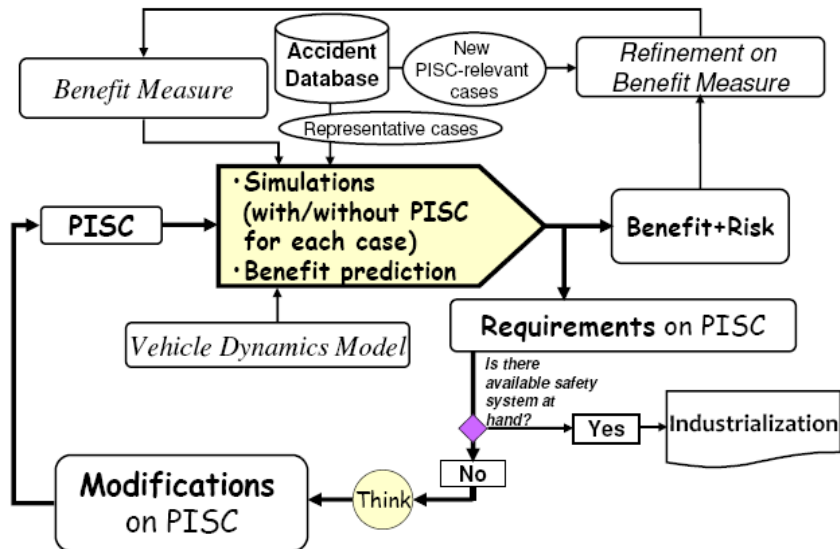 Accident
Database
New
PISC-relevant
cases
Refinement on
Benefit Measure
Benefit Measure
Representative cases
・Simulations
(with/without PISC
for each case)
・Benefit prediction
PISC
Benefit+Risk
Vehicle Dynamics Model
Requirements on PISC
Is there
available safety
system at
hand?
Yes
Industrialization
No
Think
Modifications
on PISC